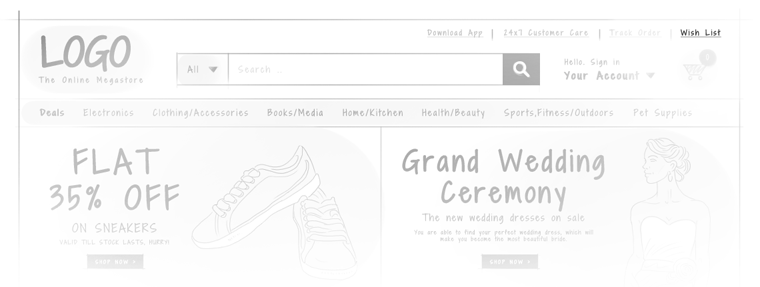 Download App | 24x7 Customer Care | Track Order | Wish List
LOGO
The Online Megastore
All
Search ...
Hello. Sign in
Your Account
Deals Electronics Clothing/Accessories Books/Media Home/Kitchen Health/Beauty Sports,Fitness/Outdoors Pet Supplies
FLAT
35% OFF
ON SNEAKERS
VALID TILL STOCK LASTS, HURRY!
SHOP NOW
Grand Wedding
Ceremony
The new wedding dresses on sale
You are able to find your perfect wedding dress, which will
make you become the most beautiful bride.
SHOP NOW